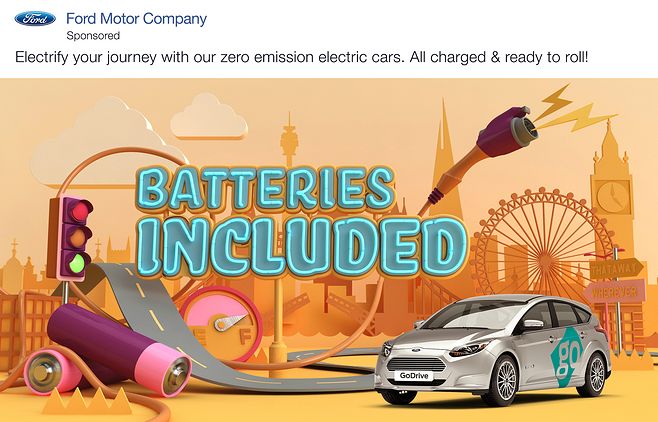 Ford
Ford Motor Company
Sponsored
Electrify your journey with our zero emission electric cars. All charged & ready to roll!
BATTERIES
INCLUDED
THATAWAY
WHEREVER
E F
go
GoDrive